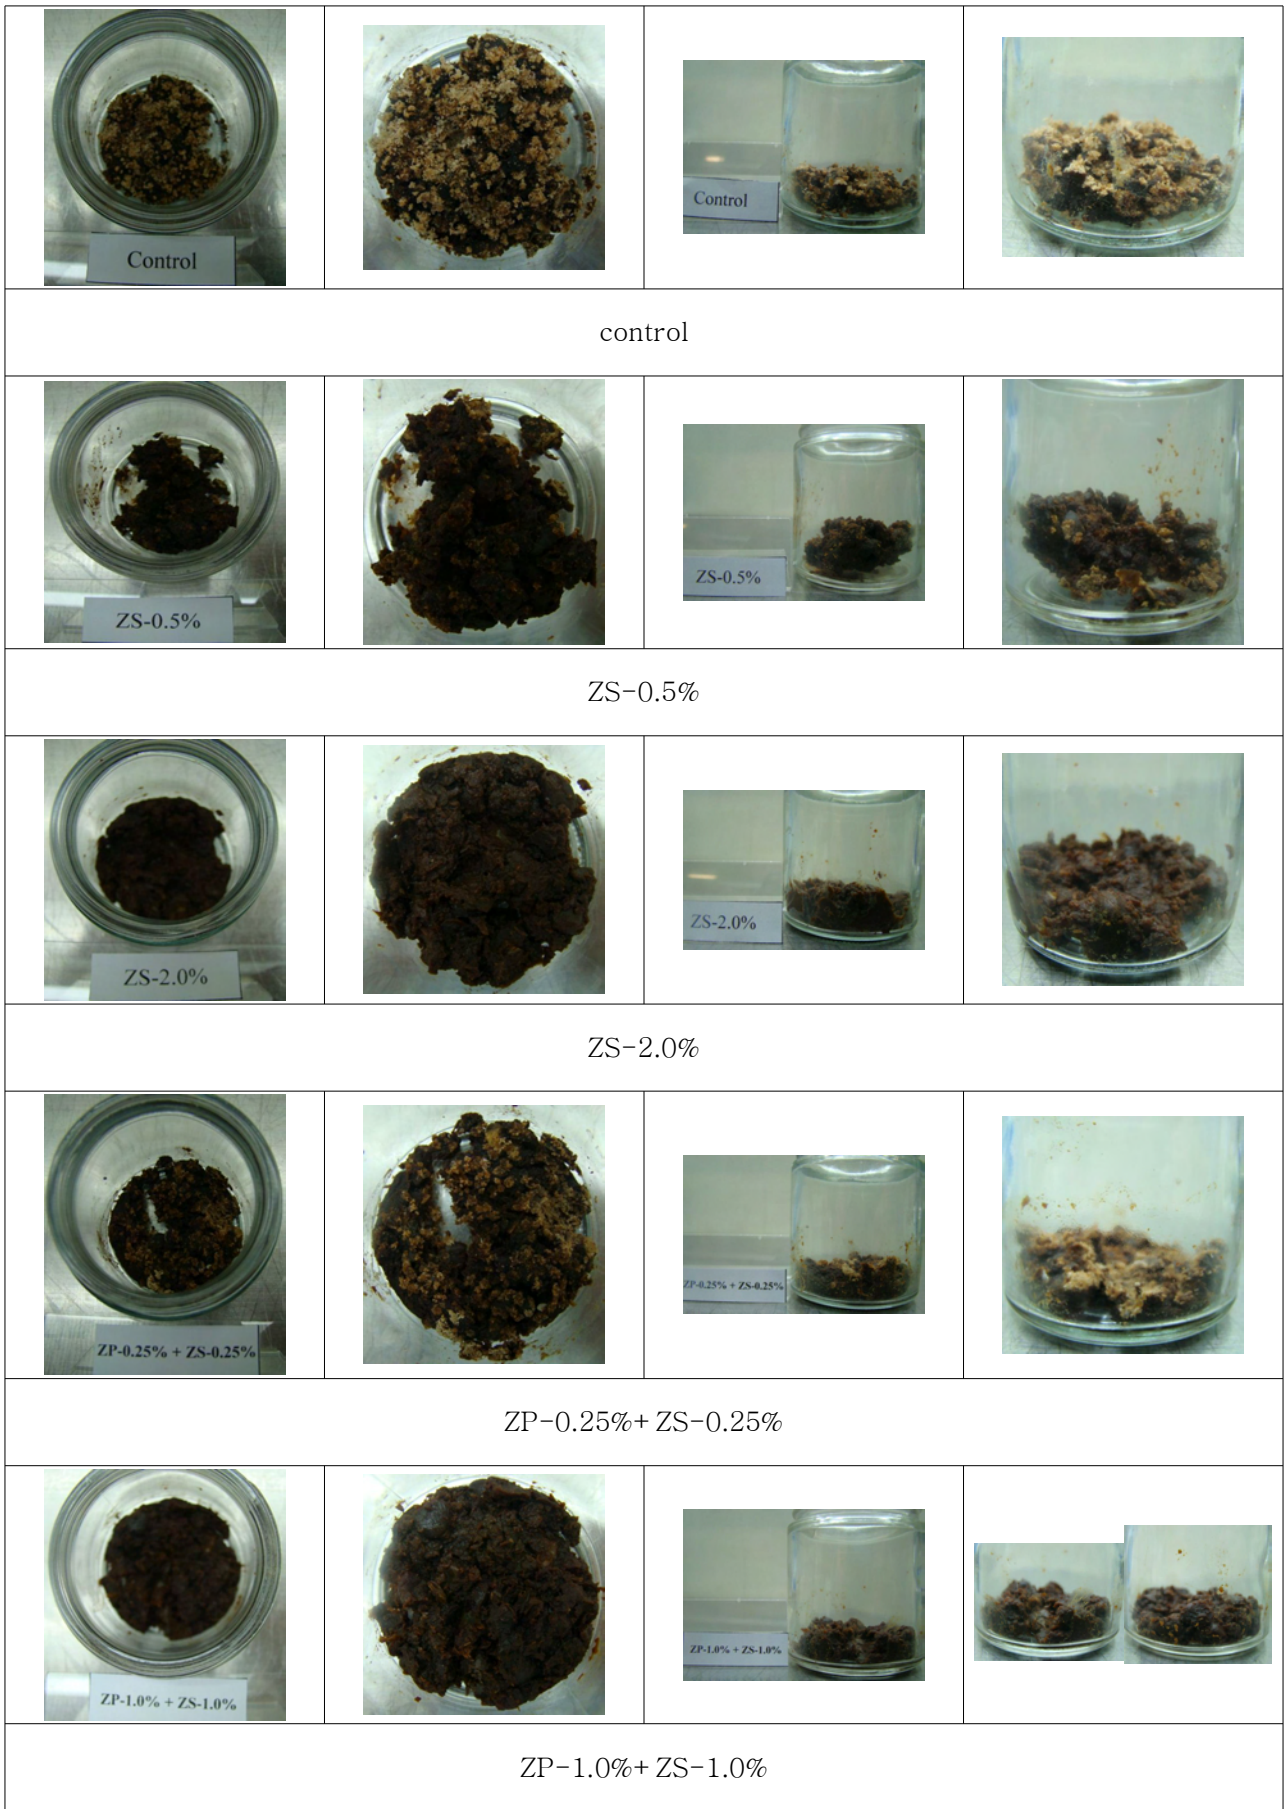 Control
Control
control
ZS-0.5%
ZS-0.5%
ZS-0.5%
ZS-2.0%
ZS-2.0%
ZS-2.0%
ZP-0.25% + ZS-0.25%
ZP-0.25% + ZS-0.25%
ZP-0.25%+ ZS-0.25%
ZP-1.0% + ZS-1.0%
ZP-1.0% + ZS-1.0%
ZP-1.0%+ ZS-1.0%